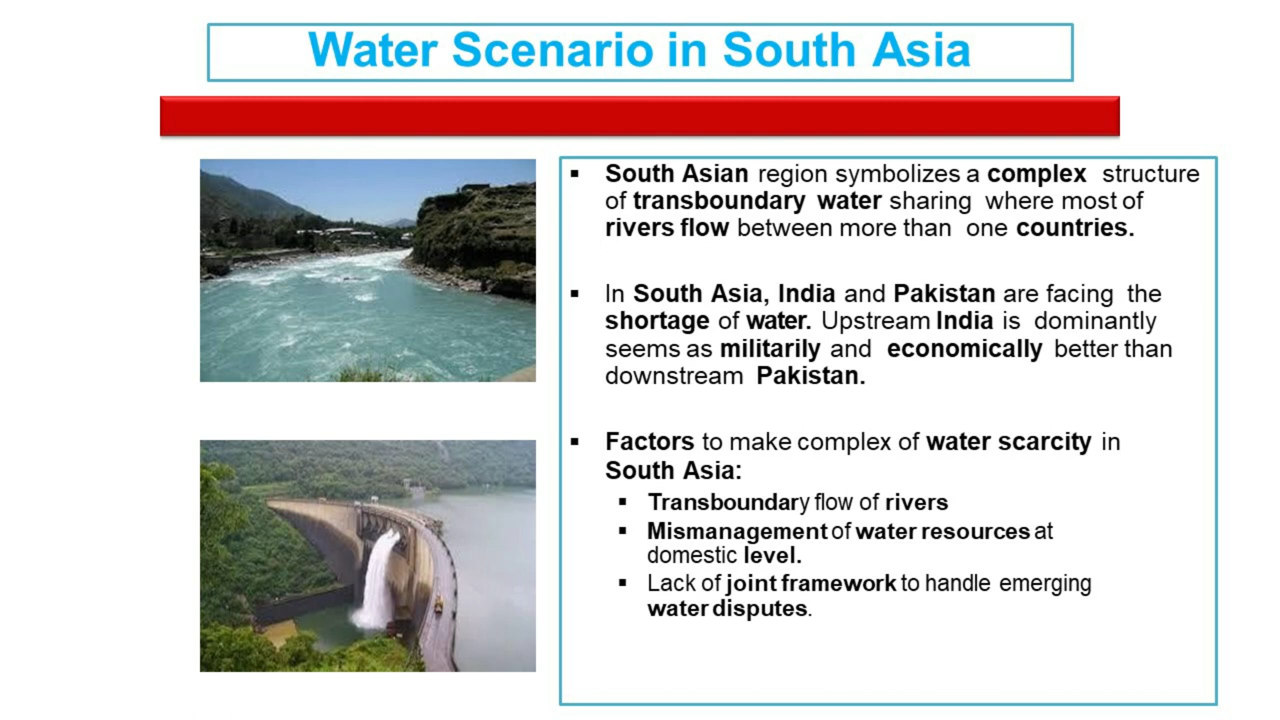 Water Scenario in South Asia
▪ South Asian region symbolizes a complex structure
of transboundary water sharing where most of
rivers flow between more than one countries.
▪ In South Asia, India and Pakistan are facing the
shortage of water. Upstream India is dominantly
seems as militarily and economically better than
downstream Pakistan.
▪ Factors to make complex of water scarcity in
South Asia:
▪ Transboundary flow of rivers
▪ Mismanagement of water resources at
domestic level.
▪ Lack of joint framework to handle emerging
water disputes.